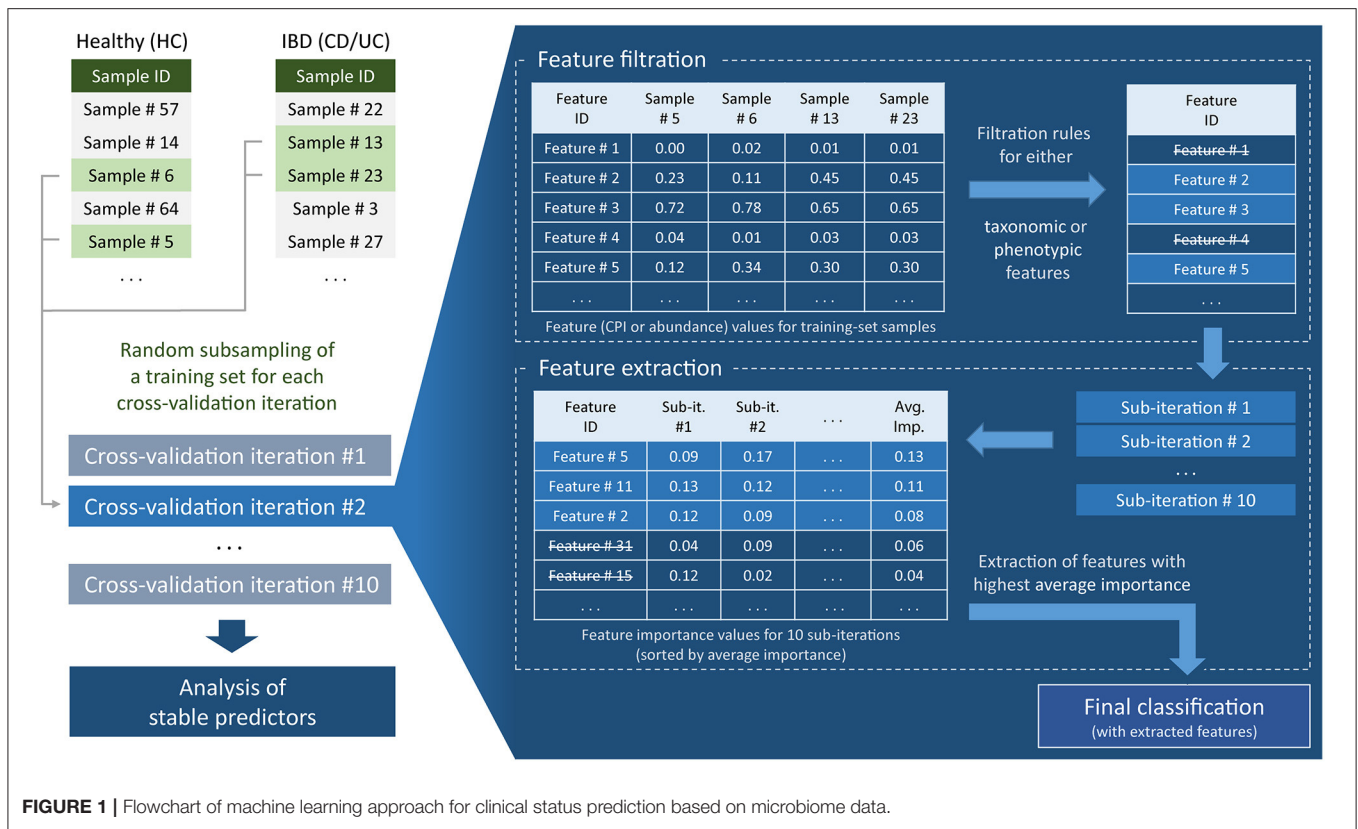 Healthy (HC)
Sample ID
Sample # 57
Sample # 14
Sample # 6
Sample # 64
Sample # 5
. . .
IBD (CD/UC)
Sample ID
Sample # 22
Sample # 13
Sample # 23
Sample # 3
Sample # 27
. . .
Random subsampling of
a training set for each
cross-validation iteration
Cross-validation iteration #1
Cross-validation iteration #2
. . .
Cross-validation iteration #10
Analysis of
stable predictors
Feature filtration
Feature ID Sample # 5 Sample # 6 Sample # 13 Sample # 23
Feature # 1 0.00 0.02 0.01 0.01
Feature # 2 0.23 0.11 0.45 0.45
Feature # 3 0.72 0.78 0.65 0.65
Feature # 4 0.04 0.01 0.03 0.03
Feature # 5 0.12 0.34 0.30 0.30
. . . . . . . . . . . . . . .
Feature (CPI or abundance) values for training-set samples
Filtration rules
for either
taxonomic or
phenotypic
features
Feature
ID
Feature # 1
Feature # 2
Feature # 3
Feature # 4
Feature # 5
. . .
Feature extraction
Feature ID Sub-it. #1 Sub-it. #2 . . . Avg. Imp.
Feature # 5 0.09 0.17 . . . 0.13
Feature # 11 0.13 0.12 . . . 0.11
Feature # 2 0.12 0.09 . . . 0.08
Feature # 31 0.04 0.09 . . . 0.06
Feature # 15 0.12 0.02 . . . 0.04
. . . . . . . . . . . . . . .
Feature importance values for 10 sub-iterations
(sorted by average importance)
Sub-iteration # 1
Sub-iteration # 2
. . .
Sub-iteration # 10
Extraction of features with
highest average importance
Final classification
(with extracted features)
FIGURE 1 | Flowchart of machine learning approach for clinical status prediction based on microbiome data.